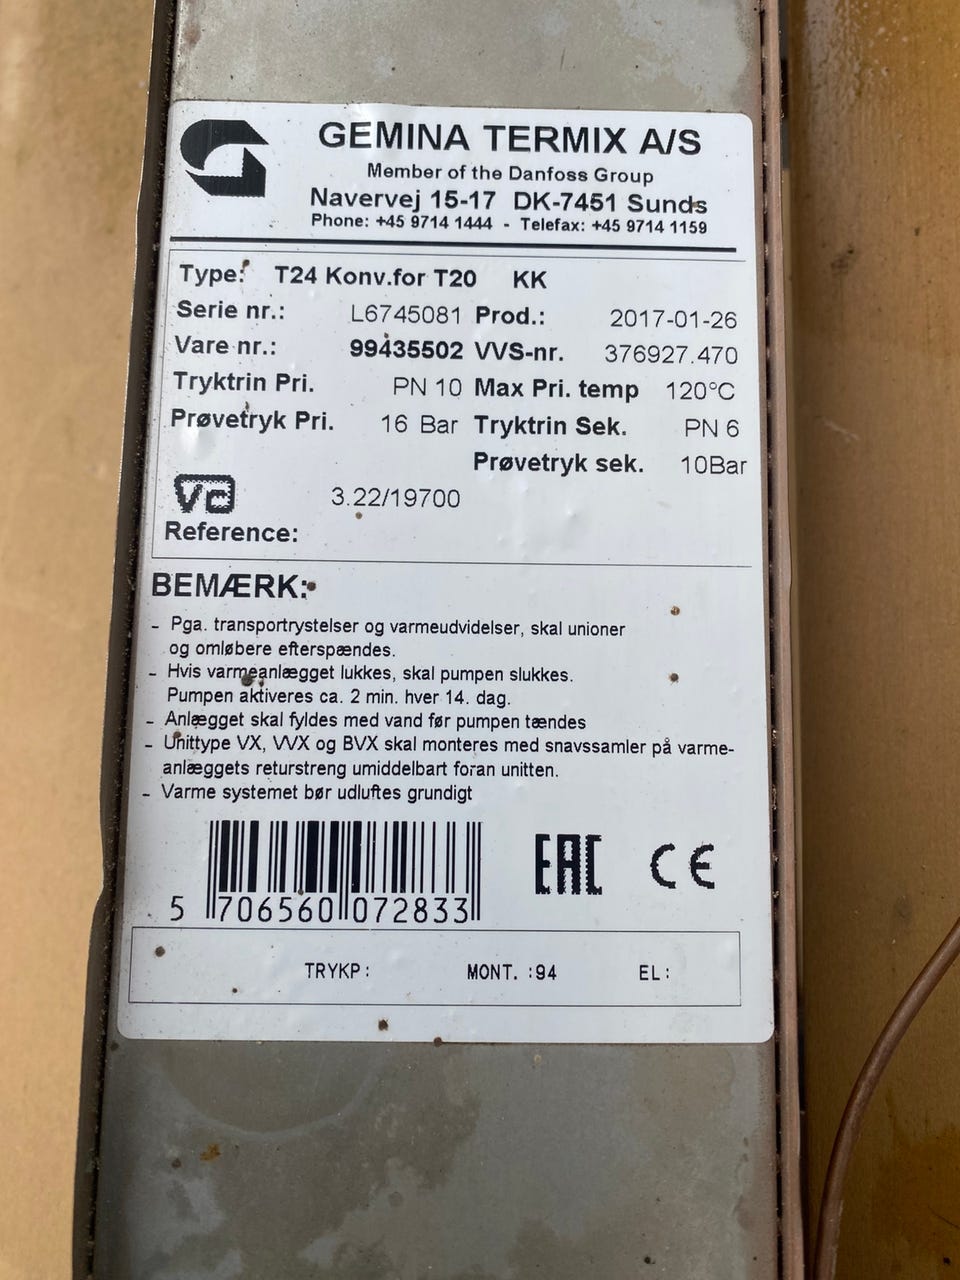 GEMINA TERMIX A/S
Member of the Danfoss Group
Navervej 15-17 DK-7451 Sunds
Phone: +45 9714 1444 - Telefax: +45 9714 1159
Type: T24 Konv.for T20 KK
Serie nr.: L6745081 Prod.: 2017-01-26
Vare nr.: 99435502 VVS-nr. 376927.470
Tryktrin Pri. PN 10 Max Pri. temp 120°C
Prøvetryk Pri. 16 Bar Tryktrin Sek. PN 6
Prøvetryk sek. 10Bar
va 3.22/19700
Reference:
BEMÆRK:
- Pga. transportrystelser og varmeudvidelser, skal unioner
og omløbere efterspændes.
- Hvis varmeanlægget lukkes, skal pumpen slukkes.
Pumpen aktiveres ca. 2 min. hver 14. dag.
- Anlægget skal fyldes med vand før pumpen tændes
- Unittype VX, VVX og BVX skal monteres med snavssamler på varme-
anlæggets returstreng umiddelbart foran unitten.
- Varme systemet bør udluftes grundigt
EAC CE
5 706560 072833
TRYKP: MONT. :94 EL: